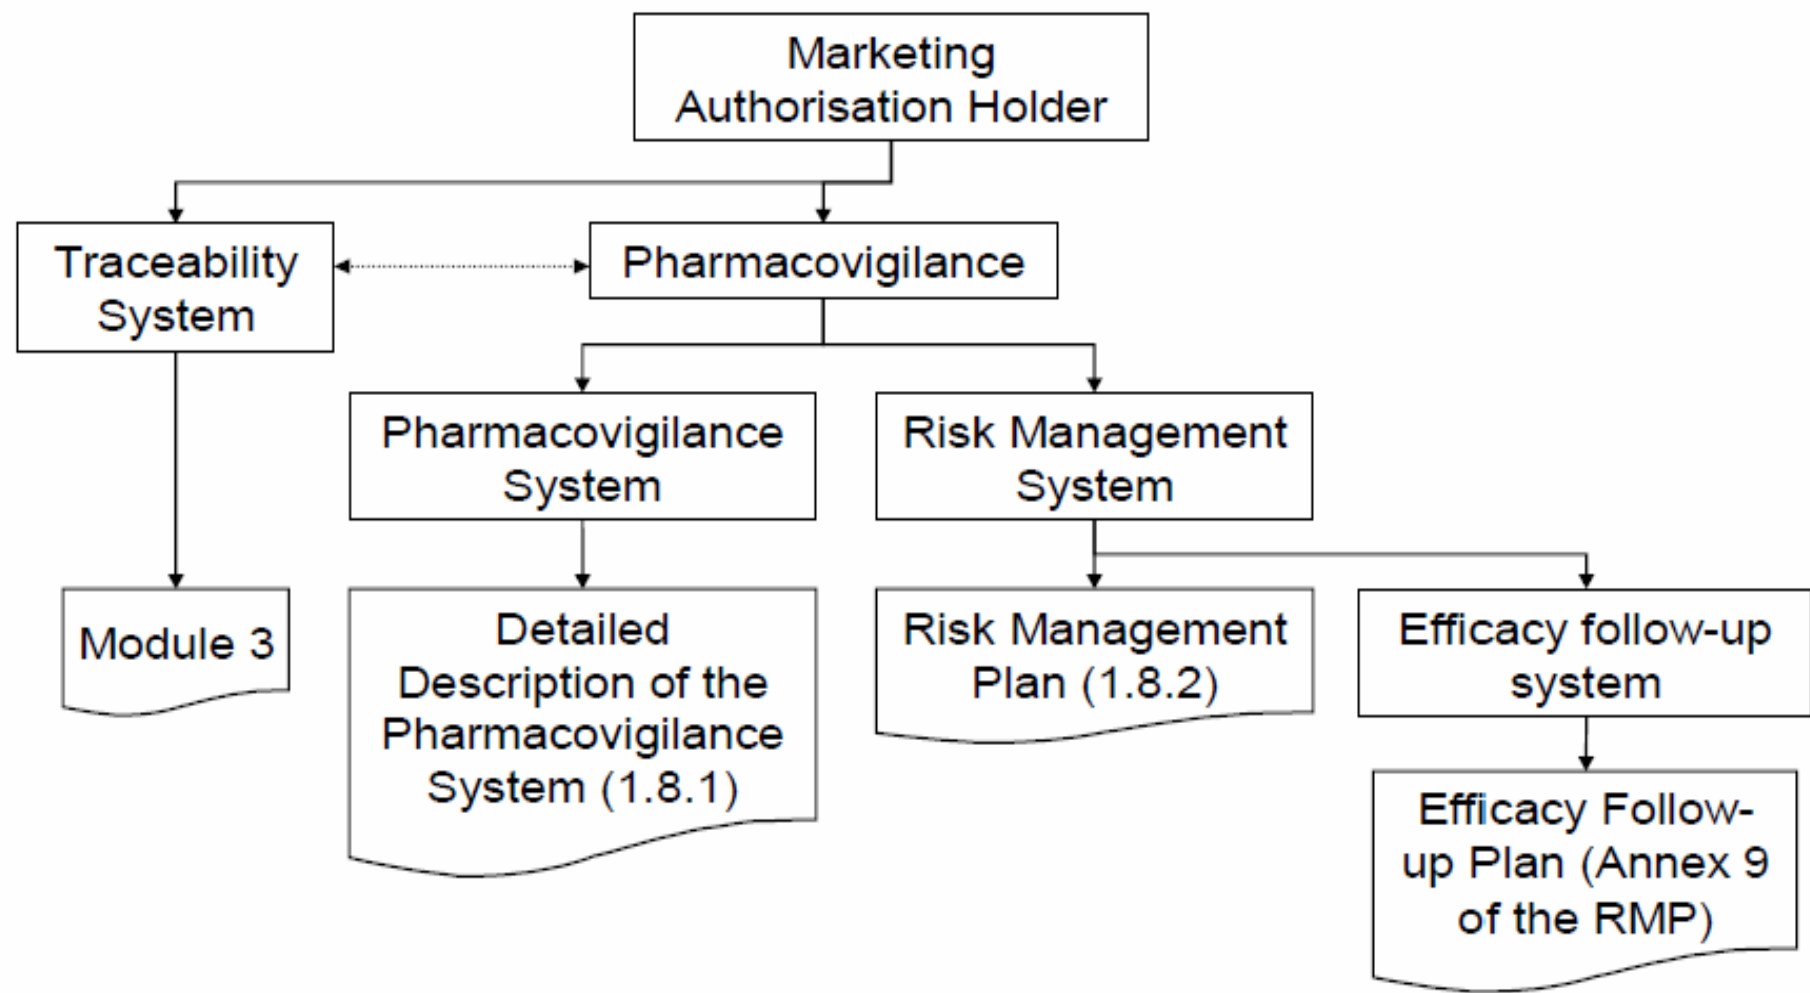 Marketing
Authorisation Holder
Traceability
System
Pharmacovigilance
Pharmacovigilance
System
Risk Management
System
Module 3
Detailed
Description of the
Pharmacovigilance
System (1.8.1)
Risk Management
Plan (1.8.2)
Efficacy follow-up
system
Efficacy Follow-
up Plan (Annex 9
of the RMP)